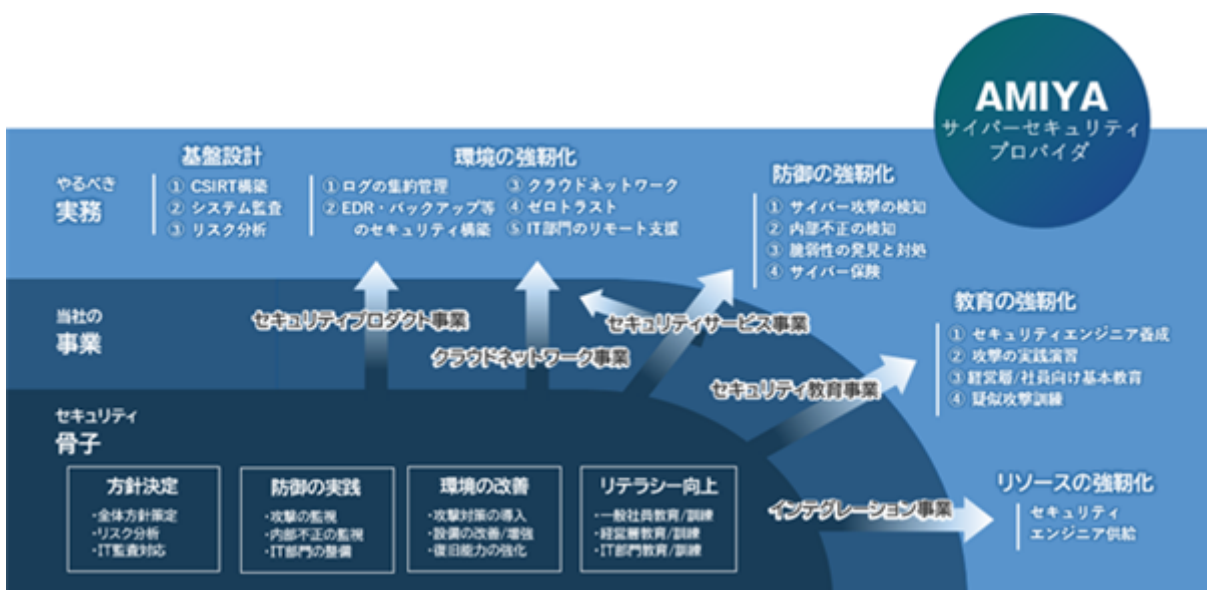 AMIYA
サイバーセキュリティ
プロバイダ
やるべき
実務
基盤設計
① CSIRT構築
② システム監査
③ リスク分析
環境の強靭化
① ログの集約管理
② EDR・バックアップ等
のセキュリティ構築
③ クラウドネットワーク
④ ゼロトラスト
⑤ IT部門のリモート支援
防御の強靭化
① サイバー攻撃の検知
② 内部不正の検知
③ 脆弱性の発見と対処
④ サイバー保険
教育の強靭化
① セキュリティエンジニア養成
② 攻撃の実践演習
③ 経営層/社員向け基本教育
④ 疑似攻撃訓練
リソースの強靭化
セキュリティ
エンジニア供給
当社の
事業
セキュリティプロダクト事業
クラウドネットワーク事業
セキュリティサービス事業
セキュリティ教育事業
インテグレーション事業
セキュリティ
骨子
方針決定
・全体方針策定
・リスク分析
・IT監査対応
防御の実践
・攻撃の監視
・内部不正の監視
・IT部門の整備
環境の改善
・攻撃対策の導入
・設備の改善/増強
・復旧能力の強化
リテラシー向上
・一般社員教育/訓練
・経営層教育/訓練
・IT部門教育/訓練